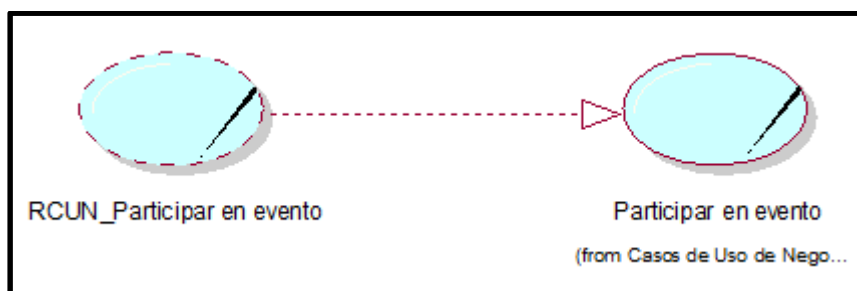 RCUN_Participar en evento
Participar en evento
(from Casos de Uso de Nego...